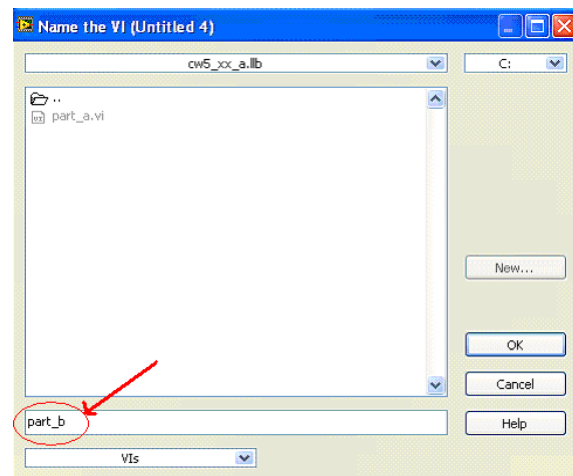 Name the VI (Untitled 4)
cw5_xx_a.llb
C:
..
part_a.vi
New...
OK
Cancel
part_b
Help
VIs